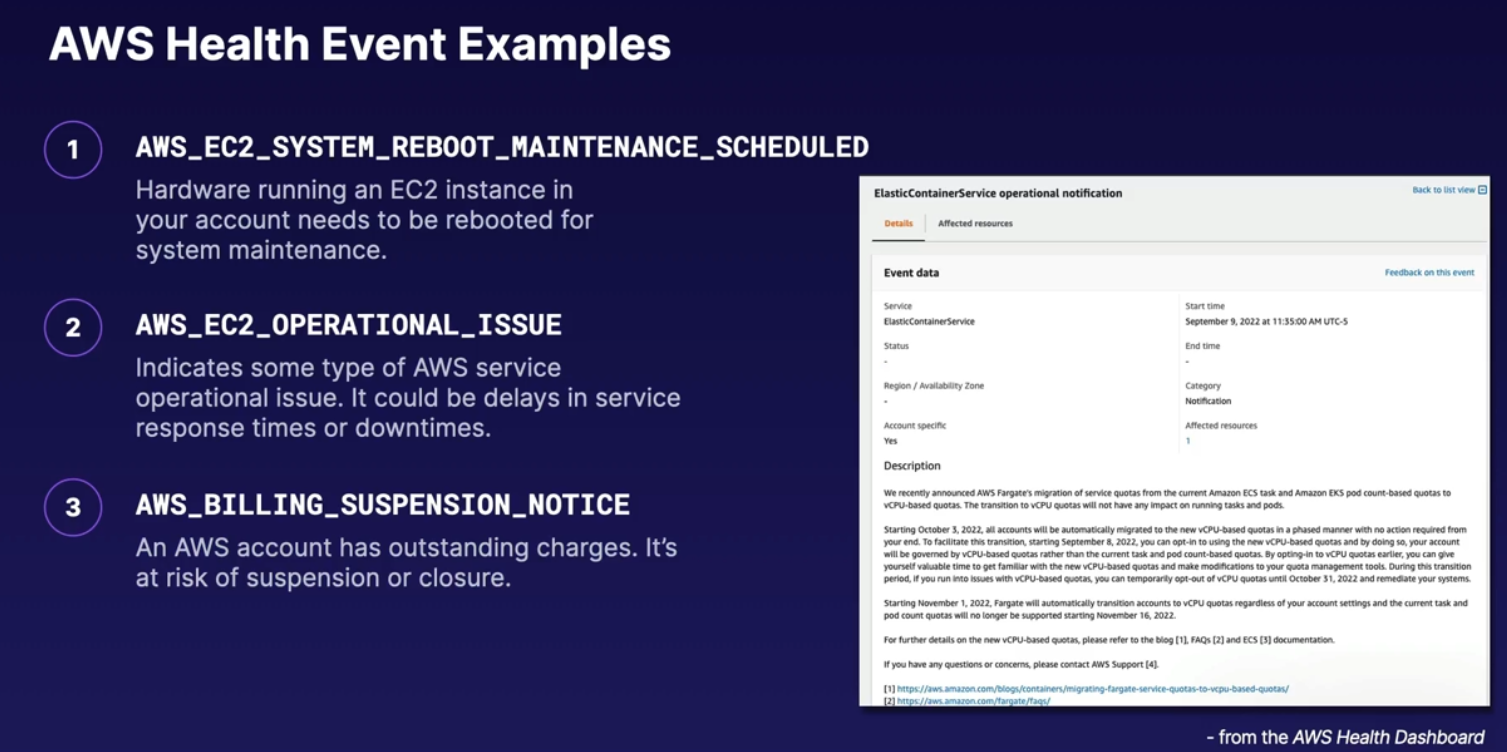 AWS Health Event Examples
1
AWS_EC2_SYSTEM_REBOOT_MAINTENANCE_SCHEDULED
Hardware running an EC2 instance in
your account needs to be rebooted for
system maintenance.
2
AWS_EC2_OPERATIONAL_ISSUE
Indicates some type of AWS service
operational issue. It could be delays in service
response times or downtimes.
3
AWS_BILLING_SUSPENSION_NOTICE
An AWS account has outstanding charges. It's
at risk of suspension or closure.
ElasticContainerService operational notification
Back to list view
Details
Affected resources
Event data
Feedback on this event
Service
ElasticContainerService
Start time
September 9, 2022 at 11:35:00 AM UTC-5
Status
-
End time
-
Region / Availability Zone
-
Category
Notification
Account specific
Yes
Affected resources
1
Description
We recently announced AWS Fargate's migration of service quotas from the current Amazon ECS task and Amazon EKS pod count-based quotas to
vCPU-based quotas. The transition to vCPU quotas will not have any impact on running tasks and pods.
Starting October 3, 2022, all accounts will be automatically migrated to the new vCPU-based quotas in a phased manner with no action required from
your end. To facilitate this transition, starting September 8, 2022, you can opt-in to using the new vCPU-based quotas and by doing so, your account
will be governed by vCPU-based quotas rather than the current task and pod count-based quotas. By opting-in to vCPU quotas earlier, you can give
yourself valuable time to get familiar with the new vCPU-based quotas and make modifications to your quota management tools. During this transition
period, if you run into issues with vCPU-based quotas, you can temporarily opt-out of vCPU quotas until October 31, 2022 and remediate your systems.
Starting November 1, 2022, Fargate will automatically transition accounts to vCPU quotas regardless of your account settings and the current task and
pod count quotas will no longer be supported starting November 16, 2022.
For further details on the new vCPU-based quotas, please refer to the blog [1], FAQs [2] and ECS [3] documentation.
If you have any questions or concerns, please contact AWS Support [4].
[1] https://aws.amazon.com/blogs/containers/migrating-fargate-service-quotas-to-vcpu-based-quotas/
[2] https://aws.amazon.com/fargate/faqs/
- from the AWS Health Dashboard